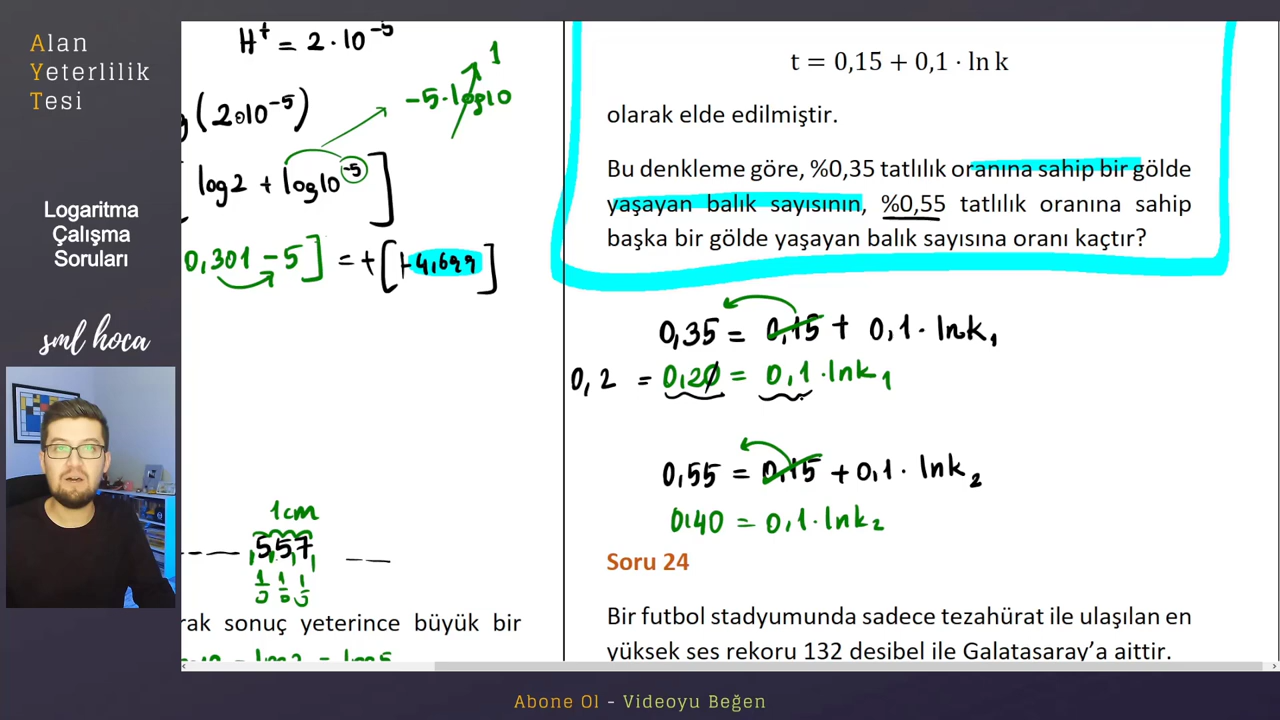 Alan
Yeterlilik
Tesi
Logaritma
Çalışma
Soruları
sml hoca
H⁺ = 2·10⁻⁵
(2·10⁻⁵)
-5·log10
1
log2 + log10⁻⁵]
0,301 - 5] = +[+4,699]
1cm
557
rak sonuç yeterince büyük bir
t = 0,15 + 0,1 · ln k
olarak elde edilmiştir.
Bu denkleme göre, %0,35 tatlılık oranına sahip bir gölde
yaşayan balık sayısının, %0,55 tatlılık oranına sahip
başka bir gölde yaşayan balık sayısına oranı kaçtır?
0,35 = 0,15 + 0,1 · lnk₁
0,2 = 0,20 = 0,1 · lnk₁
0,55 = 0,15 + 0,1 · lnk₂
0,40 = 0,1 · lnk₂
Soru 24
Bir futbol stadyumunda sadece tezahürat ile ulaşılan en
yüksek ses rekoru 132 desibel ile Galatasaray'a aittir.
Abone Ol - Videoyu Beğen